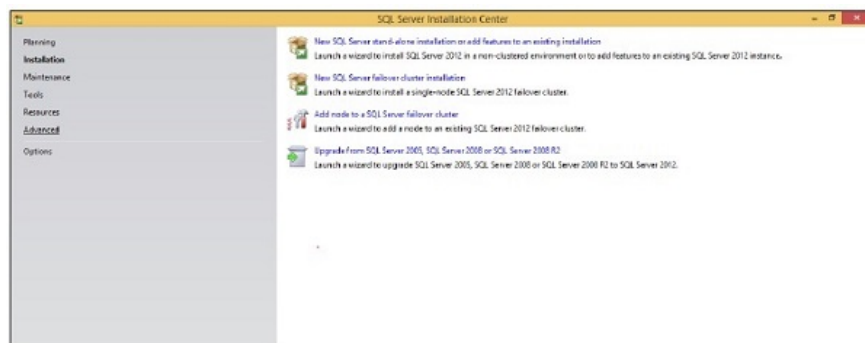 SQL Server Installation Center
Planning
Installation
Maintenance
Tools
Resources
Advanced
Options
New SQL Server stand-alone installation or add features to an existing installation
Launch a wizard to install SQL Server 2012 in a non-clustered environment or to add features to an existing SQL Server 2012 instance.
New SQL Server failover cluster installation
Launch a wizard to install a single-node SQL Server 2012 failover cluster.
Add node to a SQL Server failover cluster
Launch a wizard to add a node to an existing SQL Server 2012 failover cluster.
Upgrade from SQL Server 2005, SQL Server 2008 or SQL Server 2008 R2
Launch a wizard to upgrade SQL Server 2005, SQL Server 2008 or SQL Server 2008 R2 to SQL Server 2012.